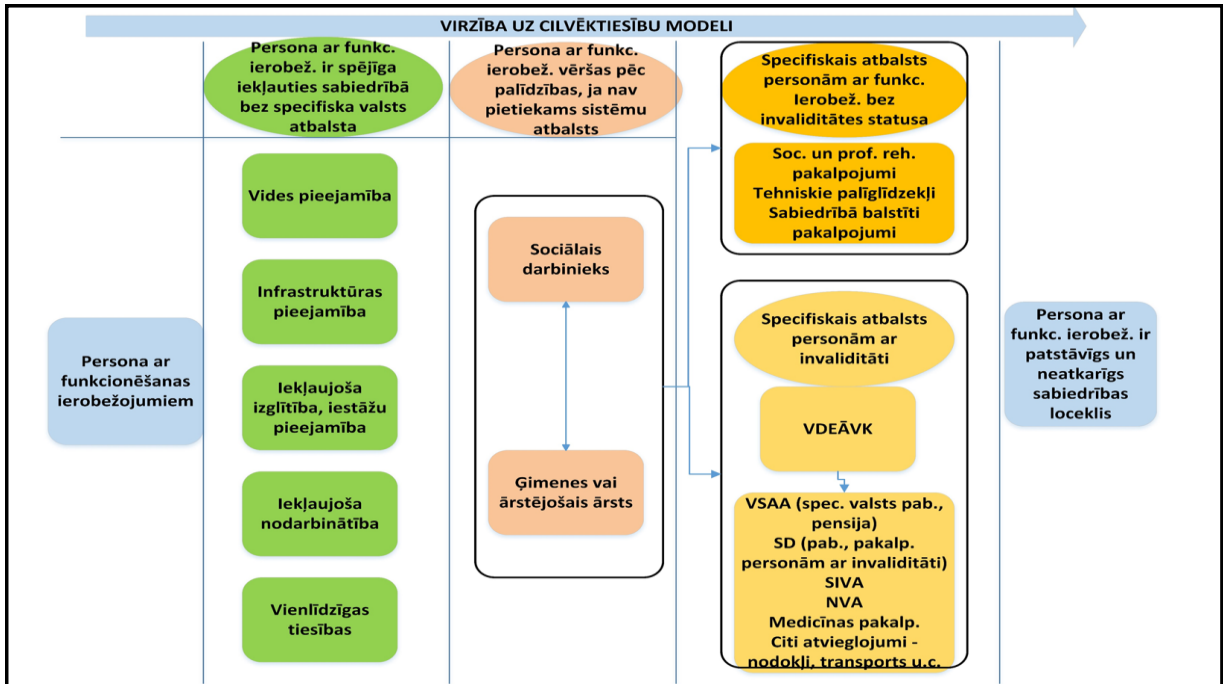 VIRZĪBA UZ CILVĒKTIESĪBU MODELI
Persona ar
funkcionēšanas
ierobežojumiem
Persona ar funkc.
ierobež. ir spējīga
iekļauties sabiedrībā
bez specifiska valsts
atbalsta
Vides pieejamība
Infrastruktūras
pieejamība
Iekļaujoša
izglītība, iestāžu
pieejamība
Iekļaujoša
nodarbinātība
Vienlīdzīgas
tiesības
Persona ar funkc.
ierobež. vēršas pēc
palīdzības, ja nav
pietiekams sistēmu
atbalsts
Sociālais
darbinieks
Ģimenes vai
ārstējošais ārsts
Specifiskais atbalsts
personām ar funkc.
Ierobež. bez
invaliditātes statusa
Soc. un prof. reh.
pakalpojumi
Tehniskie palīglīdzekļi
Sabiedrībā balstīti
pakalpojumi
Specifiskais atbalsts
personām ar
invaliditāti
VDEĀVK
VSAA (spec. valsts pab.,
pensija)
SD (pab., pakalp.
personām ar invaliditāti)
SIVA
NVA
Medicīnas pakalp.
Citi atvieglojumi -
nodokļi, transports u.c.
Persona ar
funkc. ierobež. ir
patstāvīgs un
neatkarīgs
sabiedrības
loceklis